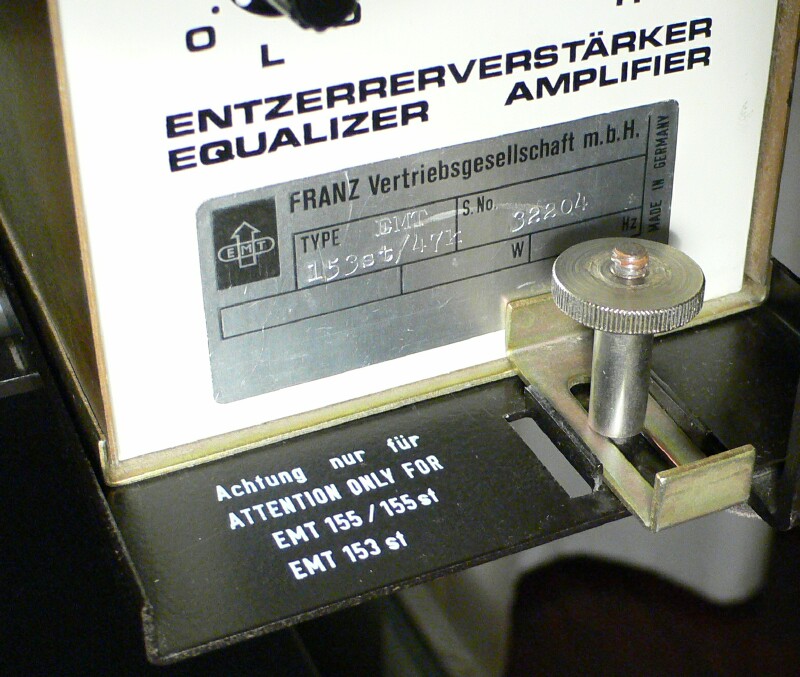 O
L
ENTZERRERVERSTÄRKER
EQUALIZER AMPLIFIER
FRANZ Vertriebsgesellschaft m.b.H.
EMT
TYPE EMT S. No. 32204
153st/47K
W Hz
MADE IN GERMANY
Achtung nur für
ATTENTION ONLY FOR
EMT 155 / 155 st
EMT 153 st